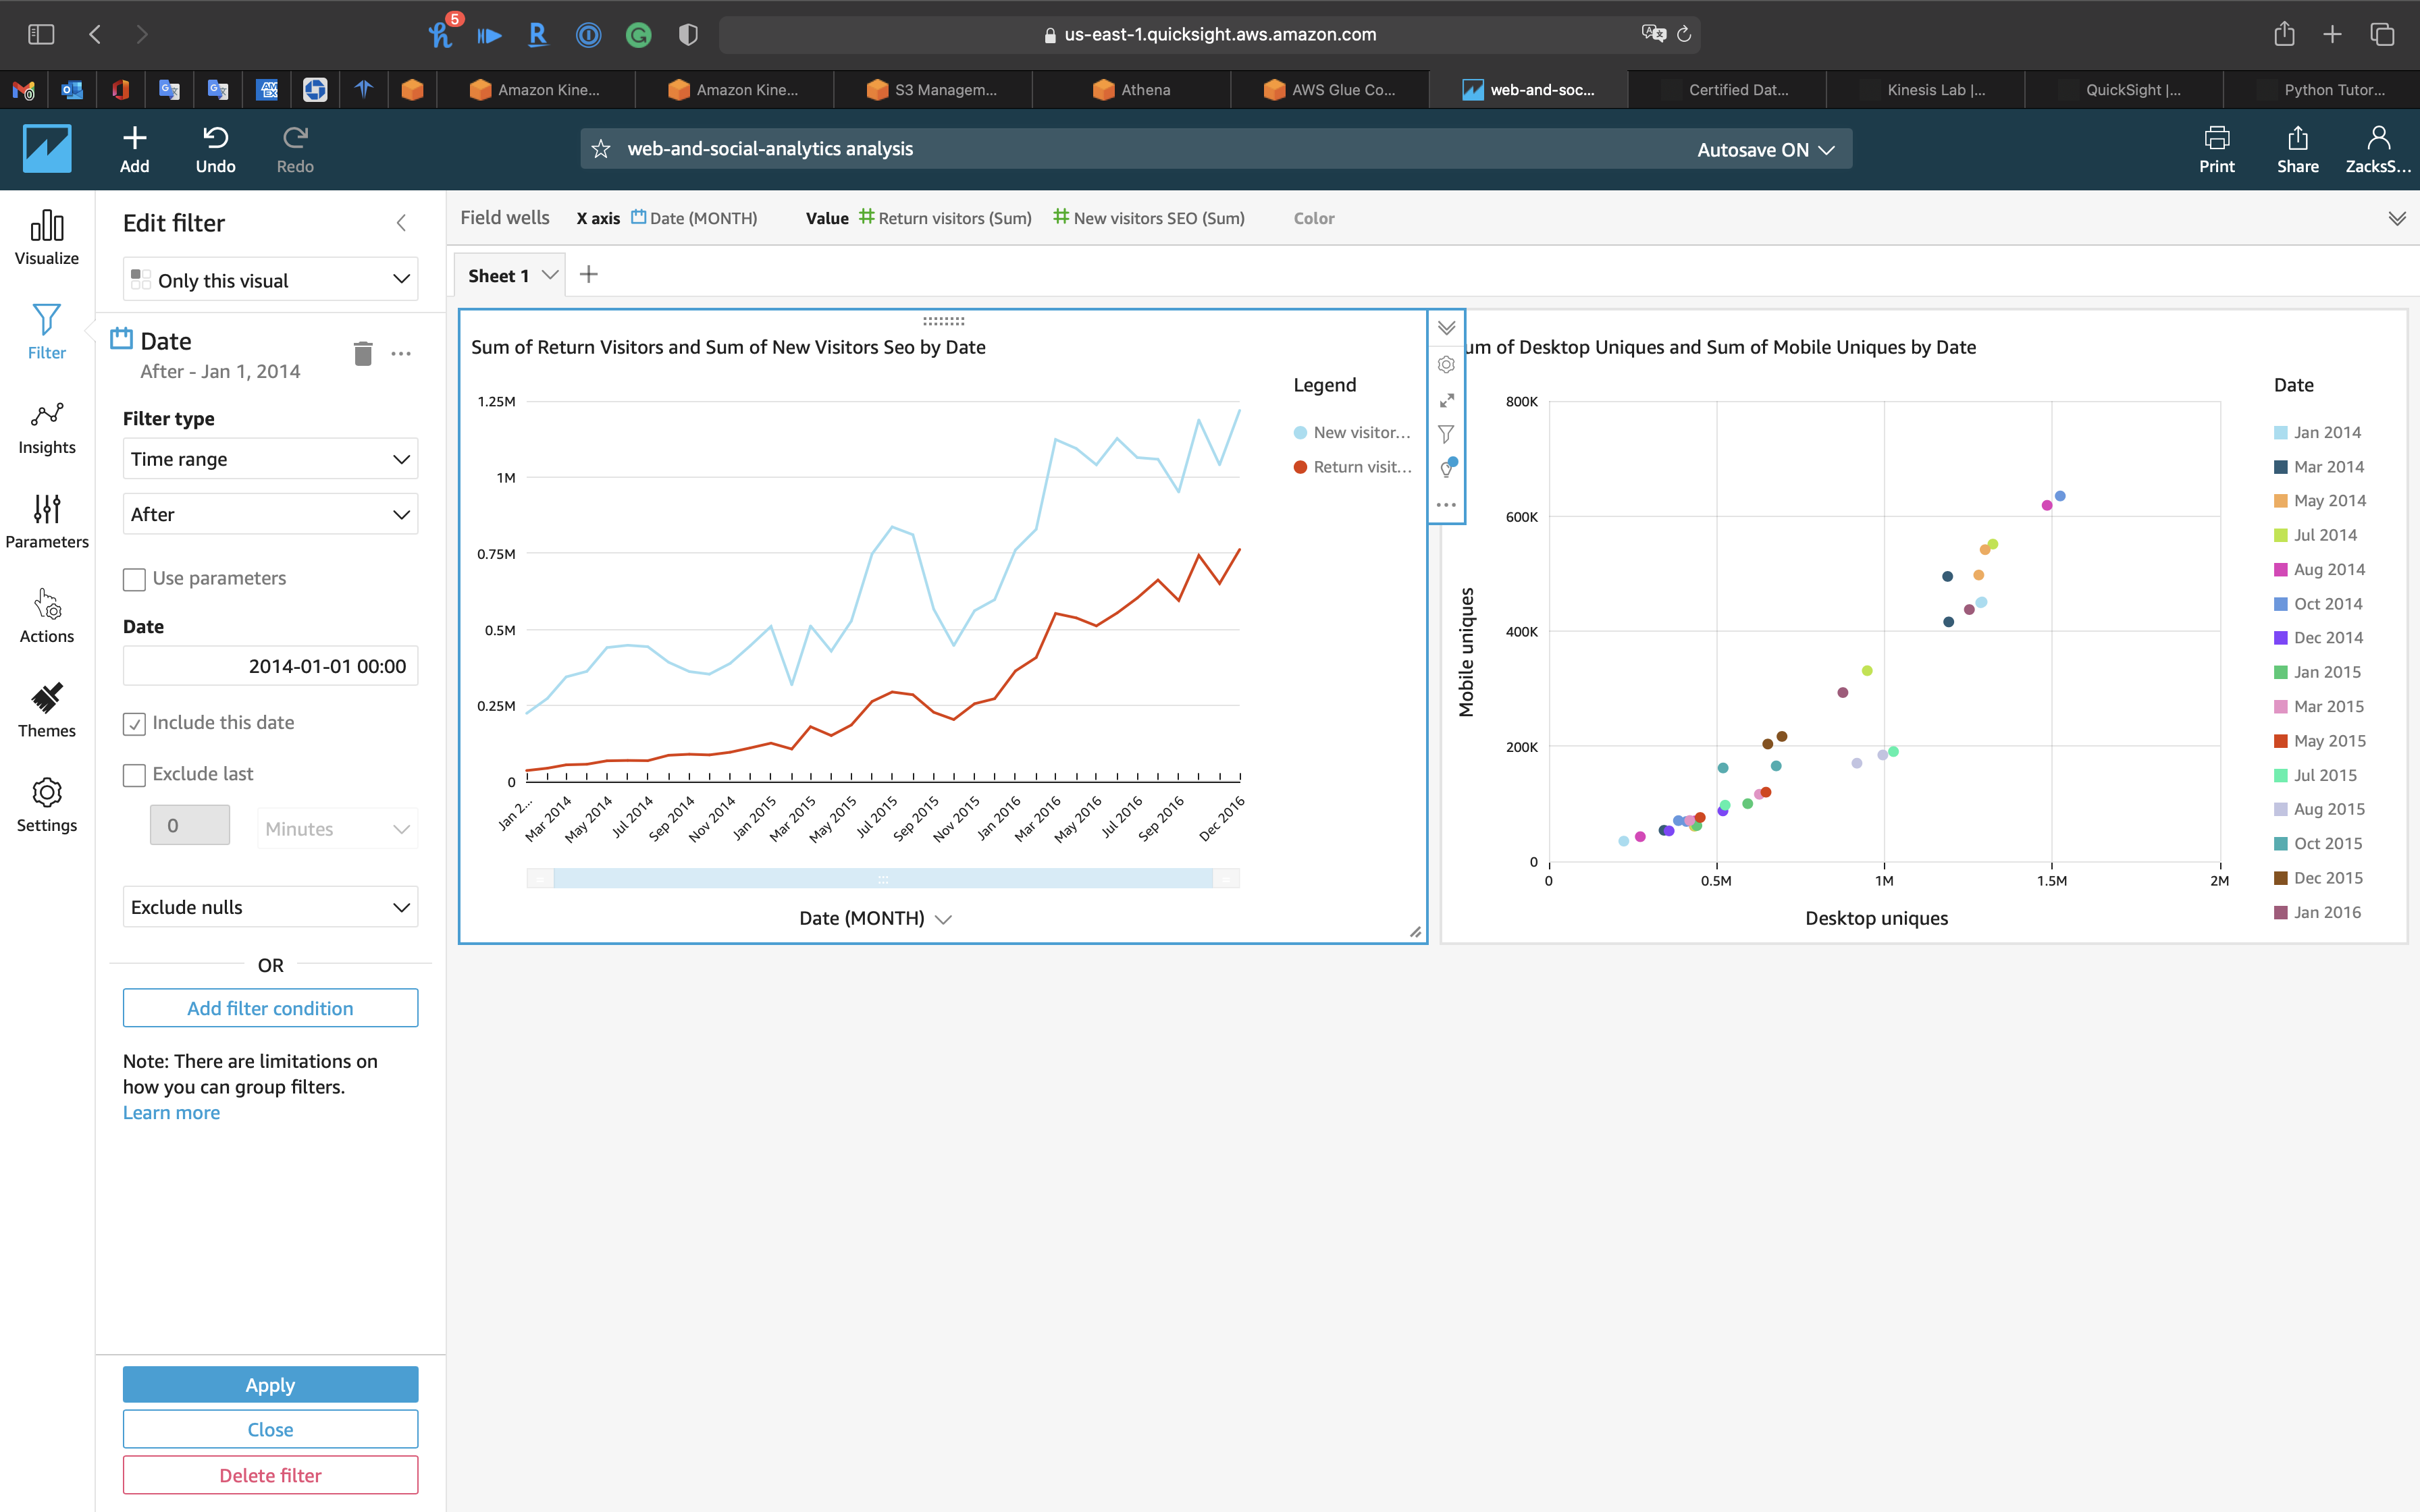 5
us-east-1.quicksight.aws.amazon.com
Amazon Kine...
Amazon Kine...
S3 Managem...
Athena
AWS Glue Co...
web-and-soc...
Certified Dat...
Kinesis Lab |...
QuickSight |...
Python Tutor...
Add
Undo
Redo
web-and-social-analytics analysis
Autosave ON
Print
Share
ZacksS...
Visualize
Filter
Insights
Parameters
Actions
Themes
Settings
Edit filter
Only this visual
Date
After - Jan 1, 2014
Filter type
Time range
After
Use parameters
Date
2014-01-01 00:00
Include this date
Exclude last
0
Minutes
Exclude nulls
OR
Add filter condition
Note: There are limitations on
how you can group filters.
Learn more
Apply
Close
Delete filter
Field wells X axis Date (MONTH) Value Return visitors (Sum) New visitors SEO (Sum) Color
Sheet 1
Sum of Return Visitors and Sum of New Visitors Seo by Date
1.25M
1M
0.75M
0.5M
0.25M
0
Jan 2...
Mar 2014
May 2014
Jul 2014
Sep 2014
Nov 2014
Jan 2015
Mar 2015
May 2015
Jul 2015
Sep 2015
Nov 2015
Jan 2016
Mar 2016
May 2016
Jul 2016
Sep 2016
Dec 2016
Date (MONTH)
Legend
New visitor...
Return visit...
um of Desktop Uniques and Sum of Mobile Uniques by Date
Mobile uniques
800K
600K
400K
200K
0
0
0.5M
1M
1.5M
2M
Desktop uniques
Date
Jan 2014
Mar 2014
May 2014
Jul 2014
Aug 2014
Oct 2014
Dec 2014
Jan 2015
Mar 2015
May 2015
Jul 2015
Aug 2015
Oct 2015
Dec 2015
Jan 2016